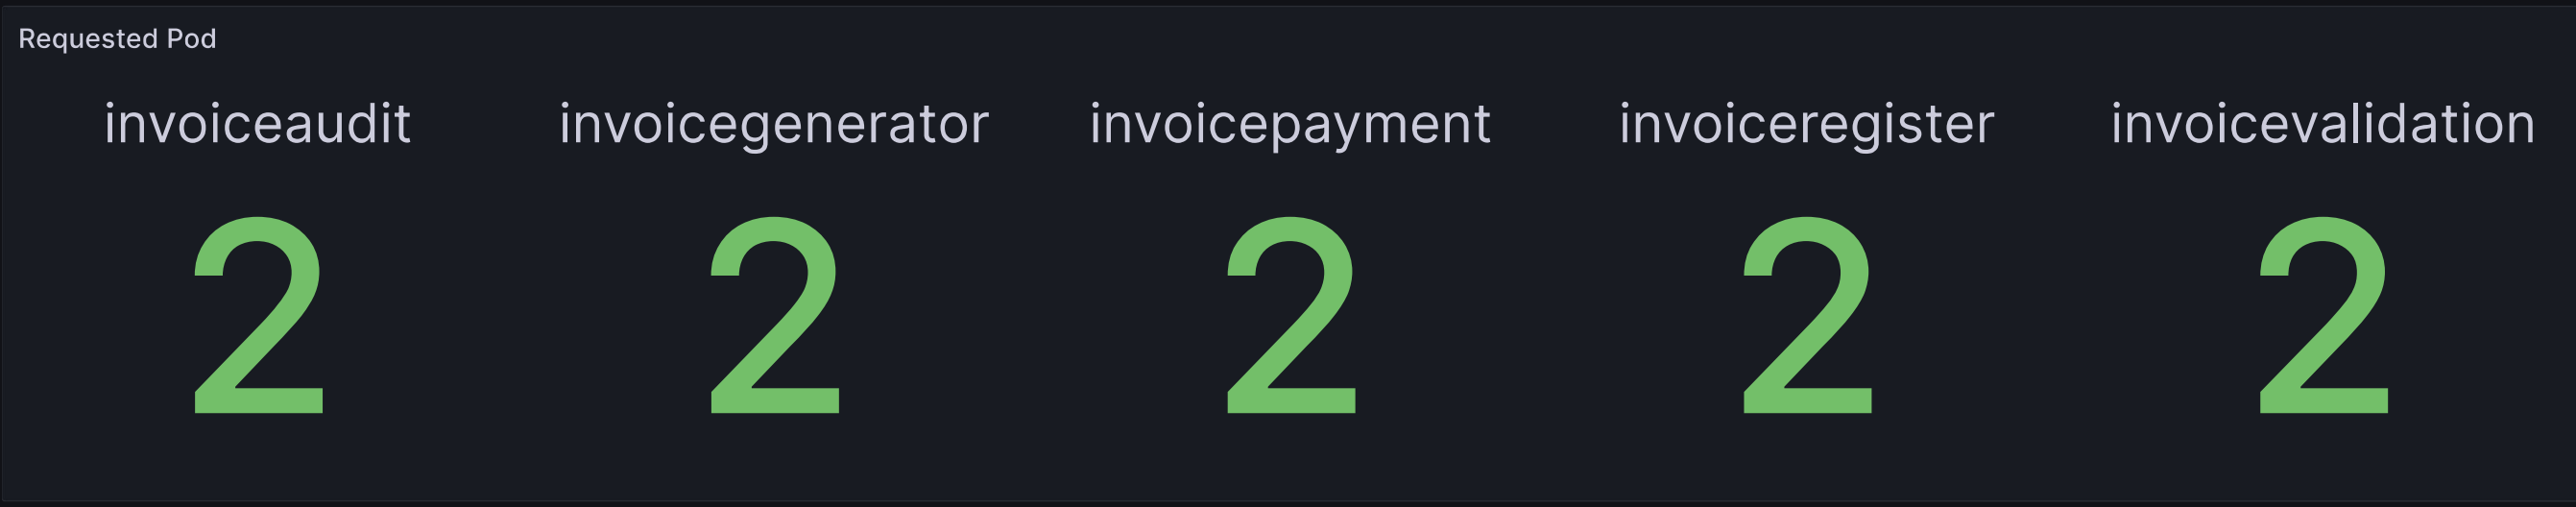 Requested Pod
invoiceaudit invoicegenerator invoicepayment invoiceregister invoicevalidation
2 2 2 2 2